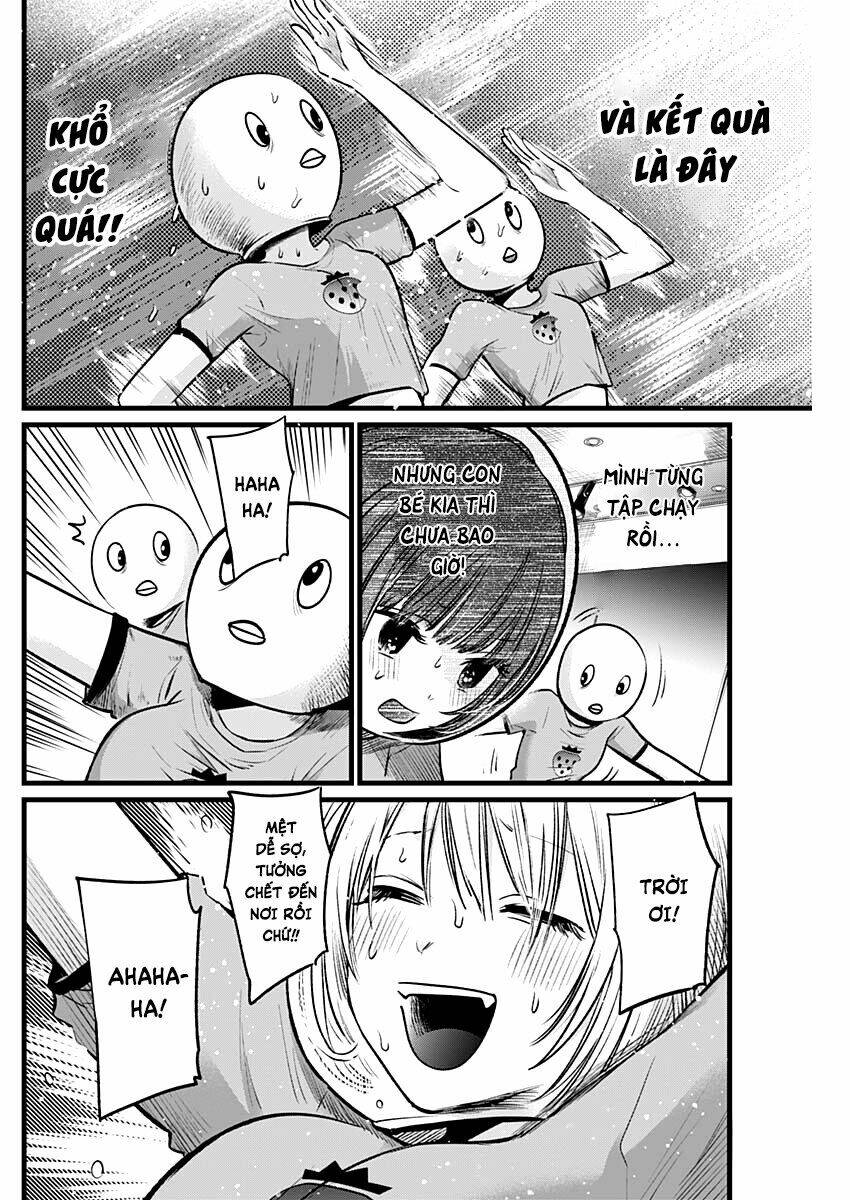 VÀ KẾT QUÀ
LÀ ĐÂY
KHỔ
CỰC
QUÁ!!
MÌNH TỪNG
TẬP CHẠY
RỒI...
NHƯNG CON
BÉ KIA THÌ
CHƯA BAO
GIỜ!
HAHA
HA!
TRỜI
ƠI!
MỆT
DỄ SỢ,
TƯỞNG
CHẾT ĐẾN
NƠI RỒI
CHỨ!!
AHAHA-
HA!